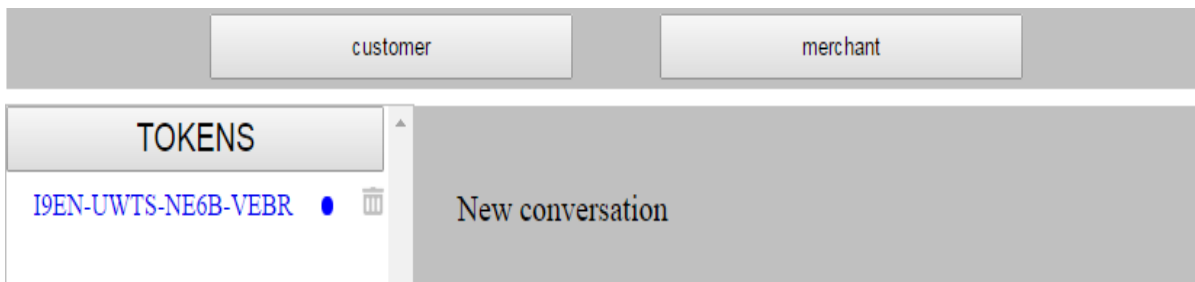 customer merchant
TOKENS
I9EN-UWTS-NE6B-VEBR
New conversation